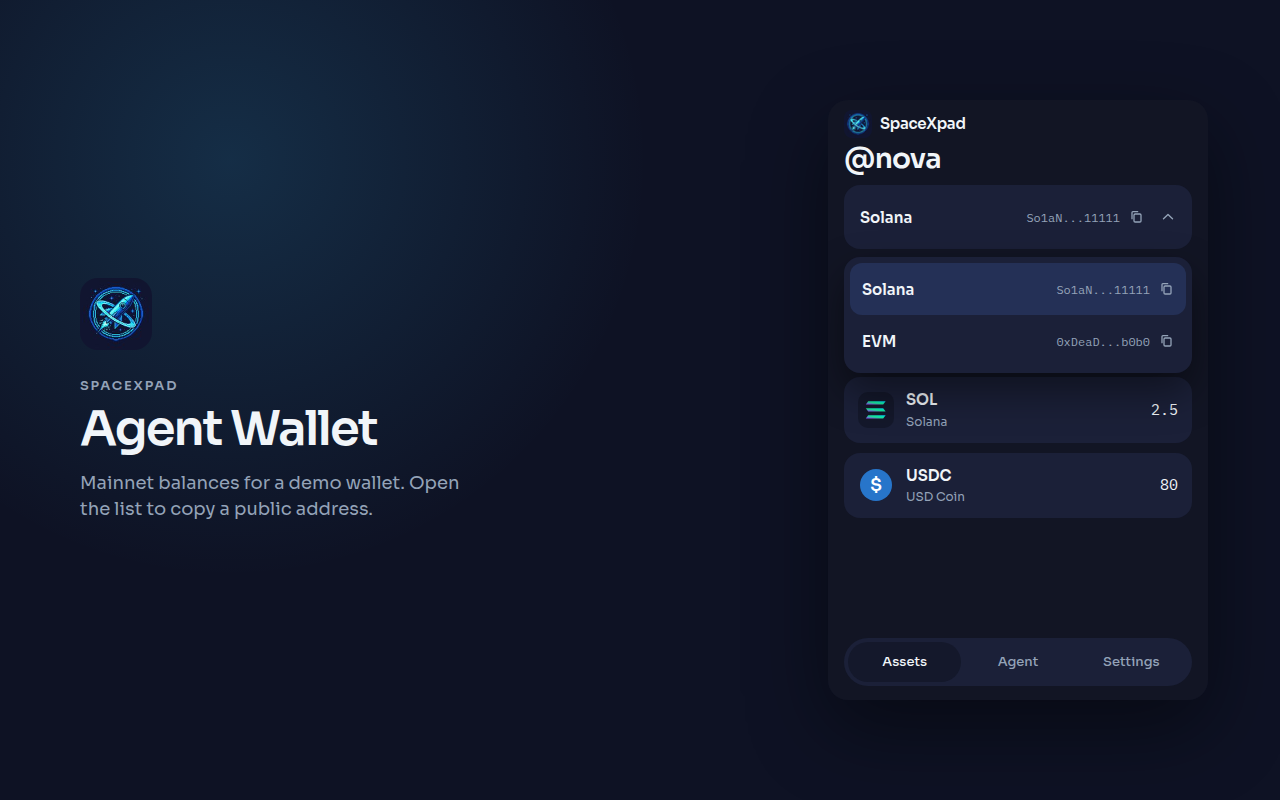 SPACEXPAD
Agent Wallet
Mainnet balances for a demo wallet. Open
the list to copy a public address.
SpaceXpad
@nova
Solana So1aN...11111
Solana So1aN...11111
EVM 0xDeaD...b0b0
SOL
Solana
2.5
USDC
USD Coin
80
Assets Agent Settings